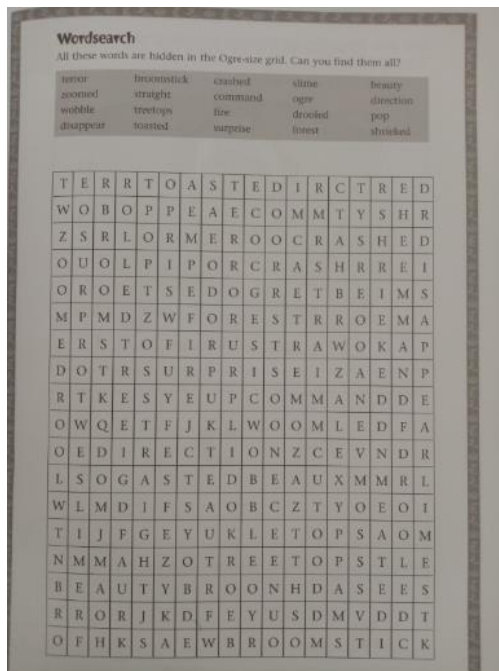 Wordsearch
All these words are hidden in the Ogre-size grid. Can you find them all?
terror broomstick crashed slime beauty
zoomed straight command ogre direction
wobble treetops fire drooled pop
disappear toasted surprise forest shrieked
T E R R T O A S T E D I R C T R E D
W O B O P P E A E C O M M T Y S H R
Z S R L O R M E R O O C R A S H E D
O U O L P I P O R C R A S H R R E I
O R O E T S E D O G R E T B E I M S
M P M D Z W F O R E S T R R O E M A
E R S T O F I R U S T R A W O K A P
D O T R S U R P R I S E I Z A E N P
R T K E S Y E U P C O M M A N D D E
O W Q E T F J K L W O O M L E D F A
O E D I R E C T I O N Z C E V N D R
L S O G A S T E D B E A U X M M R L
W L M D I F S A O B C Z T Y O E O I
T I J F G E Y U K L E T O P S A O M
N M M A H Z O T R E E T O P S T L E
B E A U T Y B R O O N H D A S E E S
R R O R J K D F E Y U S D M V D D T
O F H K S A E W B R O O M S T I C K